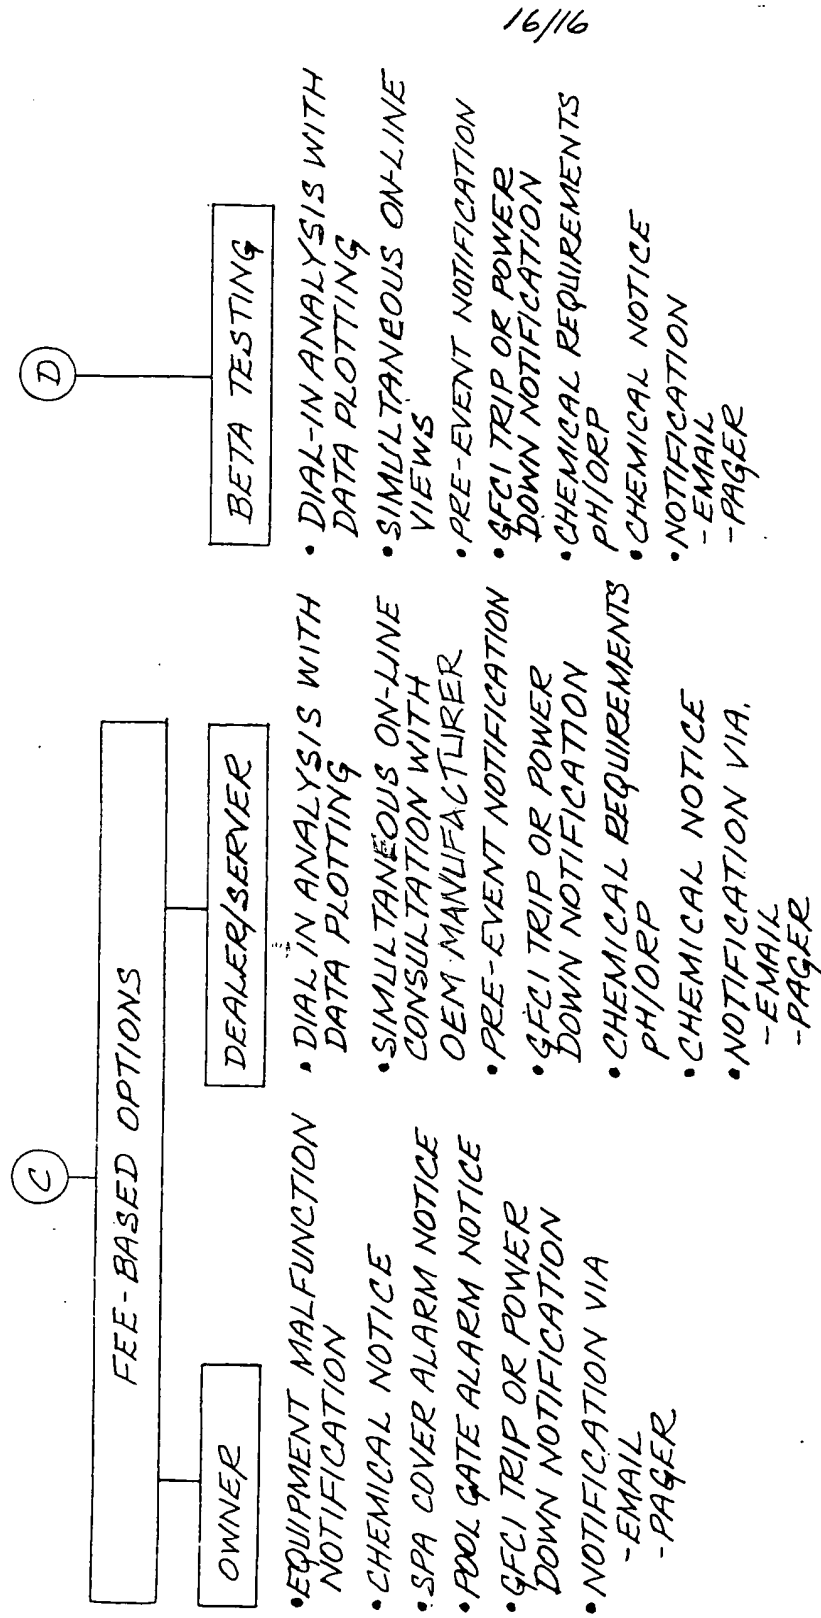 16/16
C
FEE-BASED OPTIONS
OWNER
•EQUIPMENT MALFUNCTION
NOTIFICATION
•CHEMICAL NOTICE
•SPA COVER ALARM NOTICE
•POOL GATE ALARM NOTICE
•GFCI TRIP OR POWER
DOWN NOTIFICATION
•NOTIFICATION VIA
-EMAIL
-PAGER
DEALER/SERVER
•DIAL IN ANALYSIS WITH
DATA PLOTTING
•SIMULTANEOUS ON-LINE
CONSULTATION WITH
OEM MANUFACTURER
•PRE-EVENT NOTIFICATION
•GFCI TRIP OR POWER
DOWN NOTIFICATION
•CHEMICAL REQUIREMENTS
PH/ORP
•CHEMICAL NOTICE
•NOTIFICATION VIA.
-EMAIL
-PAGER
D
BETA TESTING
•DIAL-IN ANALYSIS WITH
DATA PLOTTING
•SIMULTANEOUS ON-LINE
VIEWS
•PRE-EVENT NOTIFICATION
•GFCI TRIP OR POWER
DOWN NOTIFICATION
•CHEMICAL REQUIREMENTS
PH/ORP
•CHEMICAL NOTICE
•NOTIFICATION
-EMAIL
-PAGER